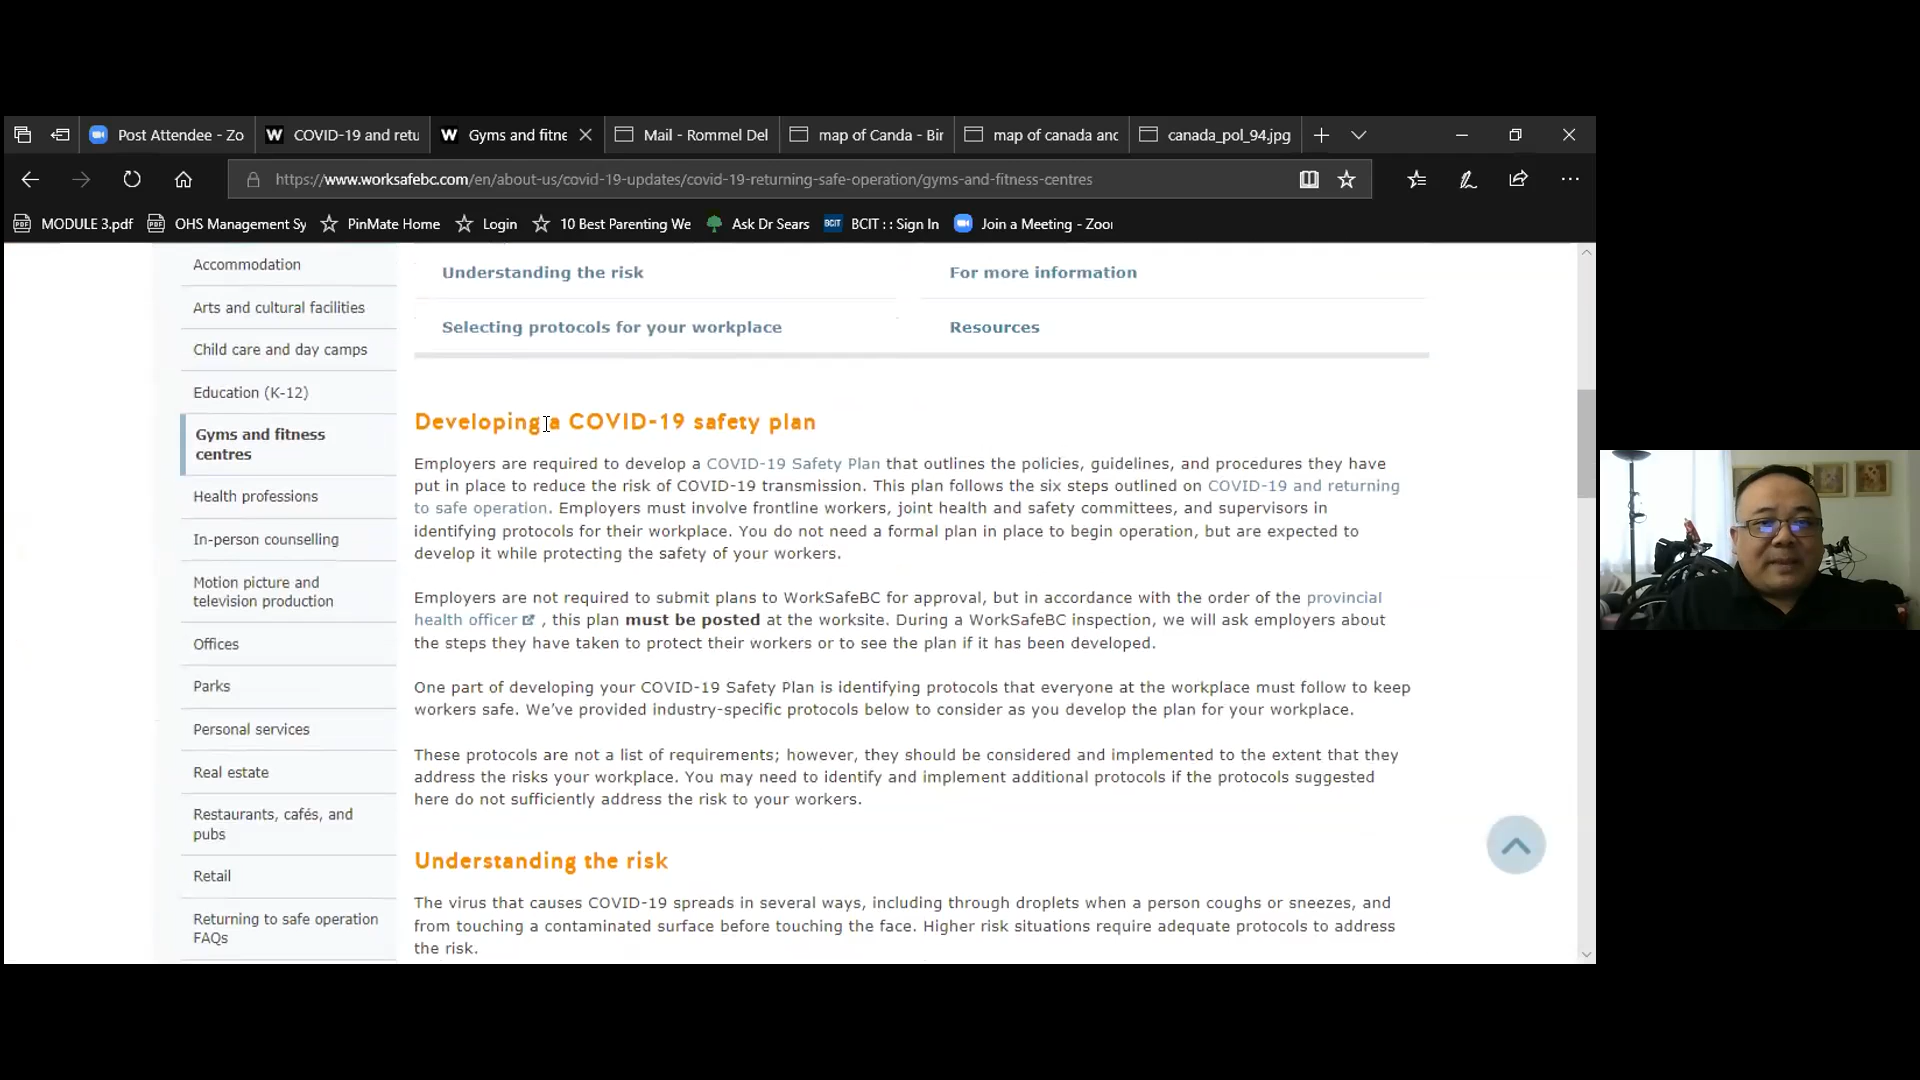 Post Attendee - Zo
COVID-19 and retu
Gyms and fitne
Mail - Rommel Del
map of Canda - Bir
map of canada anc
canada_pol_94.jpg
https://www.worksafebc.com/en/about-us/covid-19-updates/covid-19-returning-safe-operation/gyms-and-fitness-centres
MODULE 3.pdf
OHS Management Sy
PinMate Home
Login
10 Best Parenting We
Ask Dr Sears
BCIT
BCIT : : Sign In
Join a Meeting - Zoor
Accommodation
Arts and cultural facilities
Child care and day camps
Education (K-12)
Gyms and fitness
centres
Health professions
In-person counselling
Motion picture and
television production
Offices
Parks
Personal services
Real estate
Restaurants, cafés, and
pubs
Retail
Returning to safe operation
FAQs
Understanding the risk
For more information
Selecting protocols for your workplace
Resources
Developing a COVID-19 safety plan
Employers are required to develop a COVID-19 Safety Plan that outlines the policies, guidelines, and procedures they have
put in place to reduce the risk of COVID-19 transmission. This plan follows the six steps outlined on COVID-19 and returning
to safe operation. Employers must involve frontline workers, joint health and safety committees, and supervisors in
identifying protocols for their workplace. You do not need a formal plan in place to begin operation, but are expected to
develop it while protecting the safety of your workers.
Employers are not required to submit plans to WorkSafeBC for approval, but in accordance with the order of the provincial
health officer , this plan must be posted at the worksite. During a WorkSafeBC inspection, we will ask employers about
the steps they have taken to protect their workers or to see the plan if it has been developed.
One part of developing your COVID-19 Safety Plan is identifying protocols that everyone at the workplace must follow to keep
workers safe. We've provided industry-specific protocols below to consider as you develop the plan for your workplace.
These protocols are not a list of requirements; however, they should be considered and implemented to the extent that they
address the risks your workplace. You may need to identify and implement additional protocols if the protocols suggested
here do not sufficiently address the risk to your workers.
Understanding the risk
The virus that causes COVID-19 spreads in several ways, including through droplets when a person coughs or sneezes, and
from touching a contaminated surface before touching the face. Higher risk situations require adequate protocols to address
the risk.